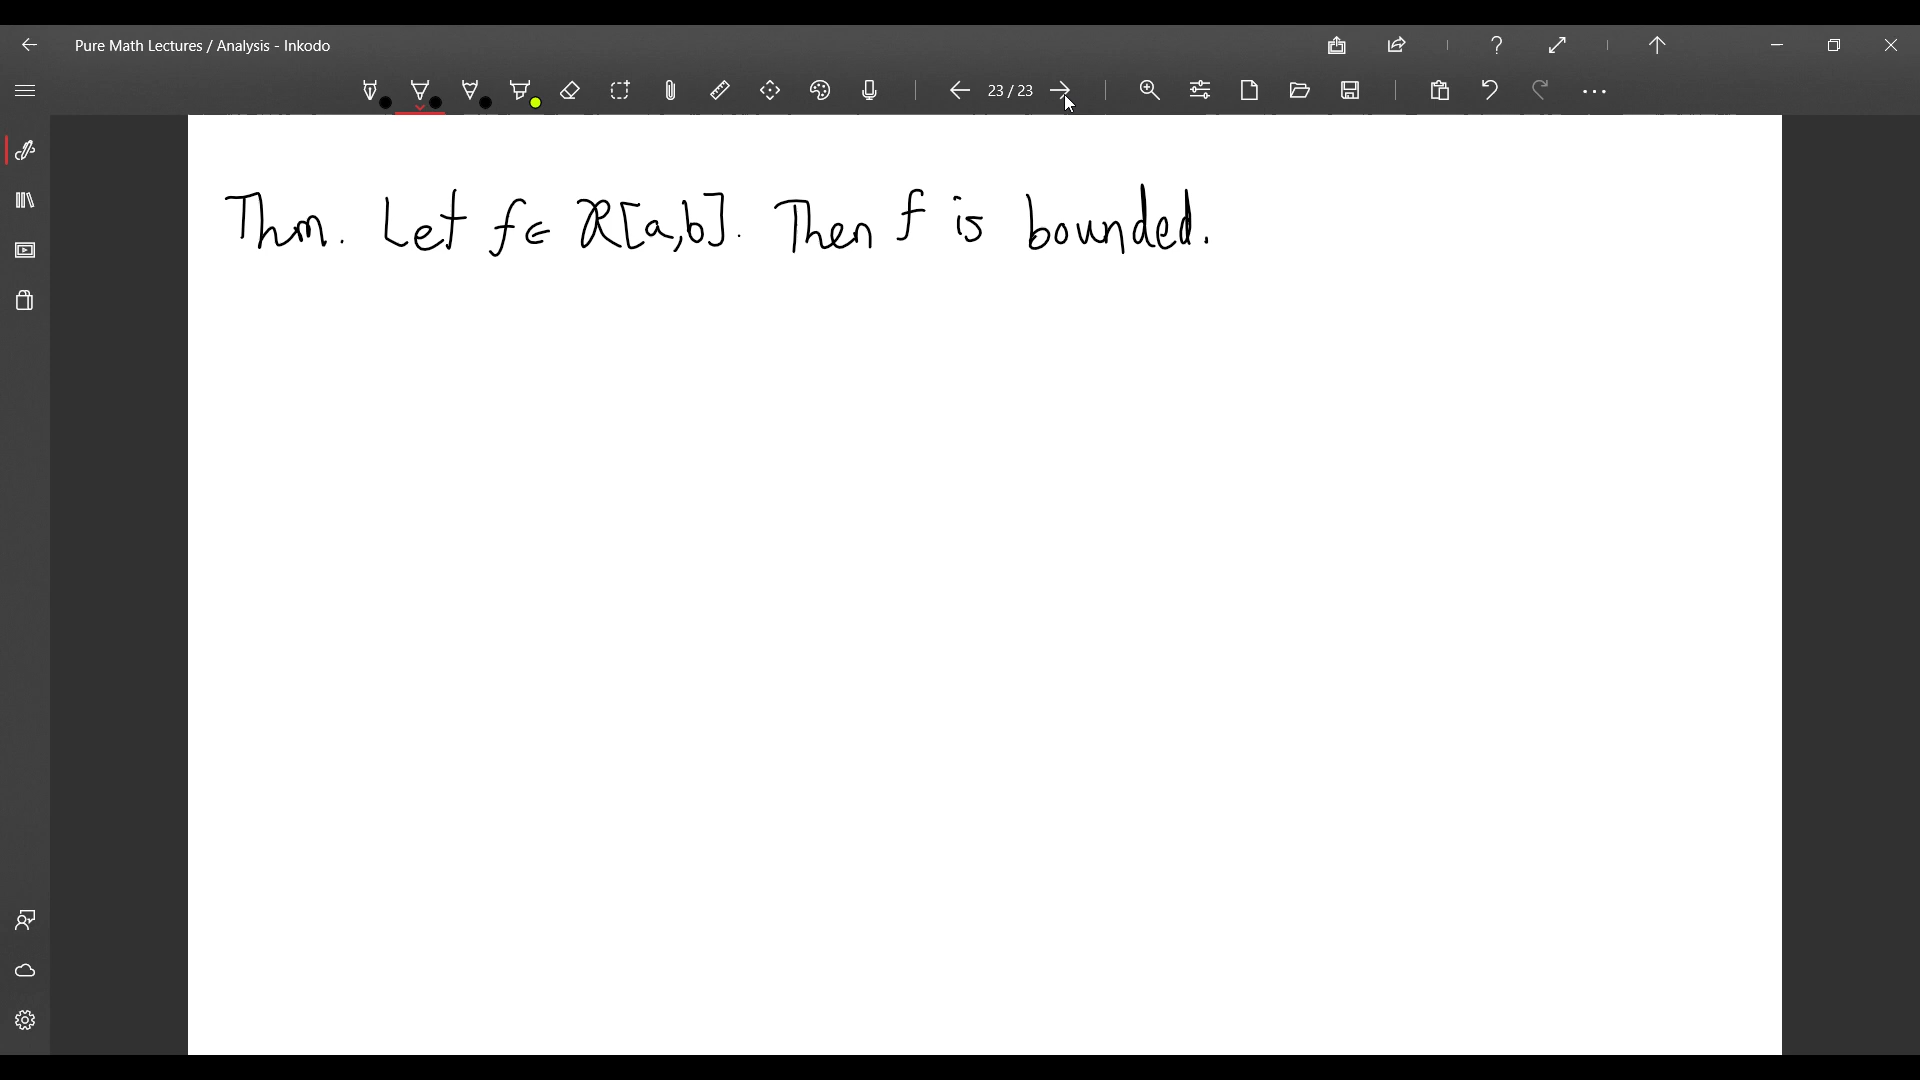 Pure Math Lectures / Analysis - Inkodo
23 / 23
Thm. Let f ∈ ℛ[a,b]. Then f is bounded.